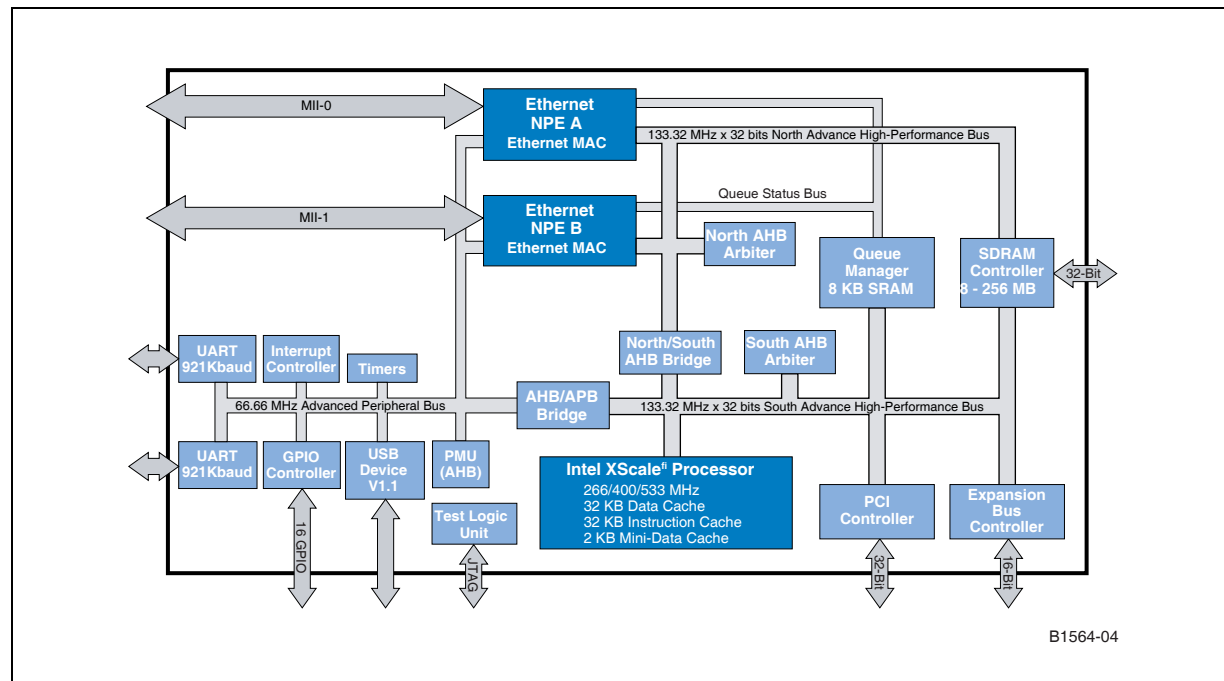 MII-0
Ethernet
NPE A
Ethernet MAC
133.32 MHz x 32 bits North Advance High-Performance Bus
MII-1
Ethernet
NPE B
Ethernet MAC
Queue Status Bus
North AHB
Arbiter
Queue
Manager
8 KB SRAM
SDRAM
Controller
8 - 256 MB
32-Bit
UART
921Kbaud
Interrupt
Controller
Timers
North/South
AHB Bridge
South AHB
Arbiter
66.66 MHz Advanced Peripheral Bus
AHB/APB
Bridge
133.32 MHz x 32 bits South Advance High-Performance Bus
UART
921Kbaud
GPIO
Controller
USB
Device
V1.1
PMU
(AHB)
Test Logic
Unit
Intel XScalefi Processor
266/400/533 MHz
32 KB Data Cache
32 KB Instruction Cache
2 KB Mini-Data Cache
PCI
Controller
Expansion
Bus
Controller
16 GPIO
JTAG
32-Bit
16-Bit
B1564-04